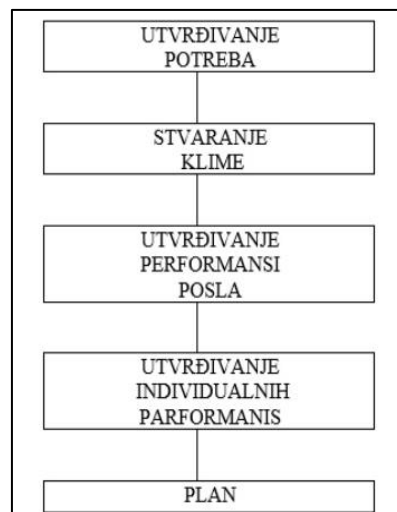 UTVRĐIVANJE
POTREBA
STVARANJE
KLIME
UTVRĐIVANJE
PERFORMANSI
POSLA
UTVRĐIVANJE
INDIVIDUALNIH
PARFORMANIS
PLAN